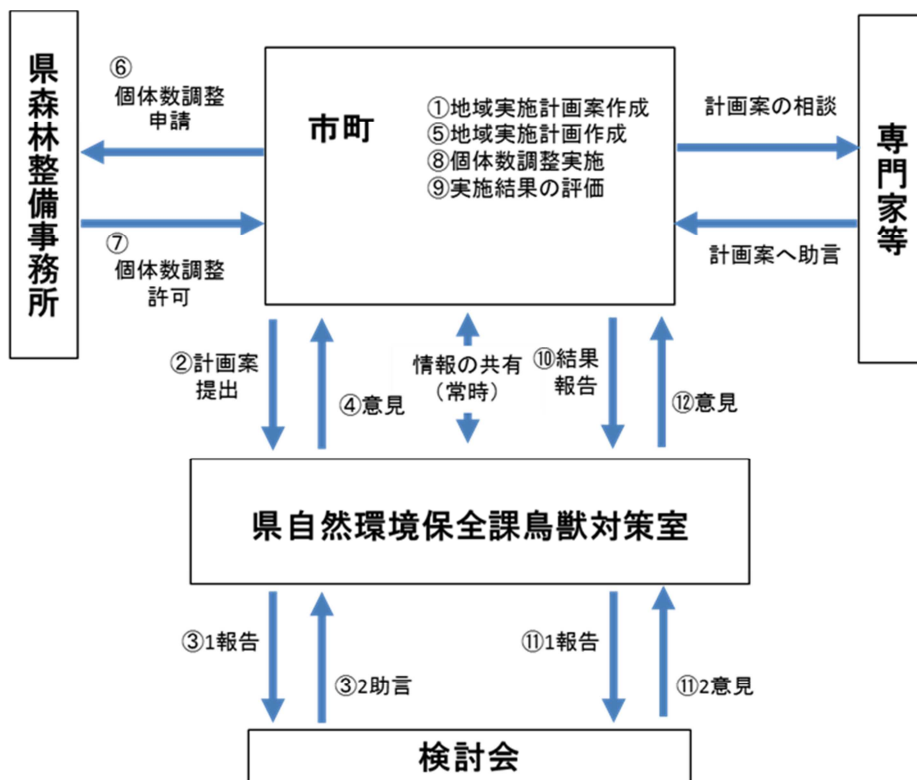 県森林整備事務所
⑥
個体数調整
申請
⑦
個体数調整
許可
市町
①地域実施計画案作成
⑤地域実施計画作成
⑧個体数調整実施
⑨実施結果の評価
計画案の相談
計画案へ助言
専門家等
②計画案
提出
④意見
情報の共有
（常時）
⑩結果
報告
⑫意見
県自然環境保全課鳥獣対策室
③1報告
③2助言
⑪1報告
⑪2意見
検討会